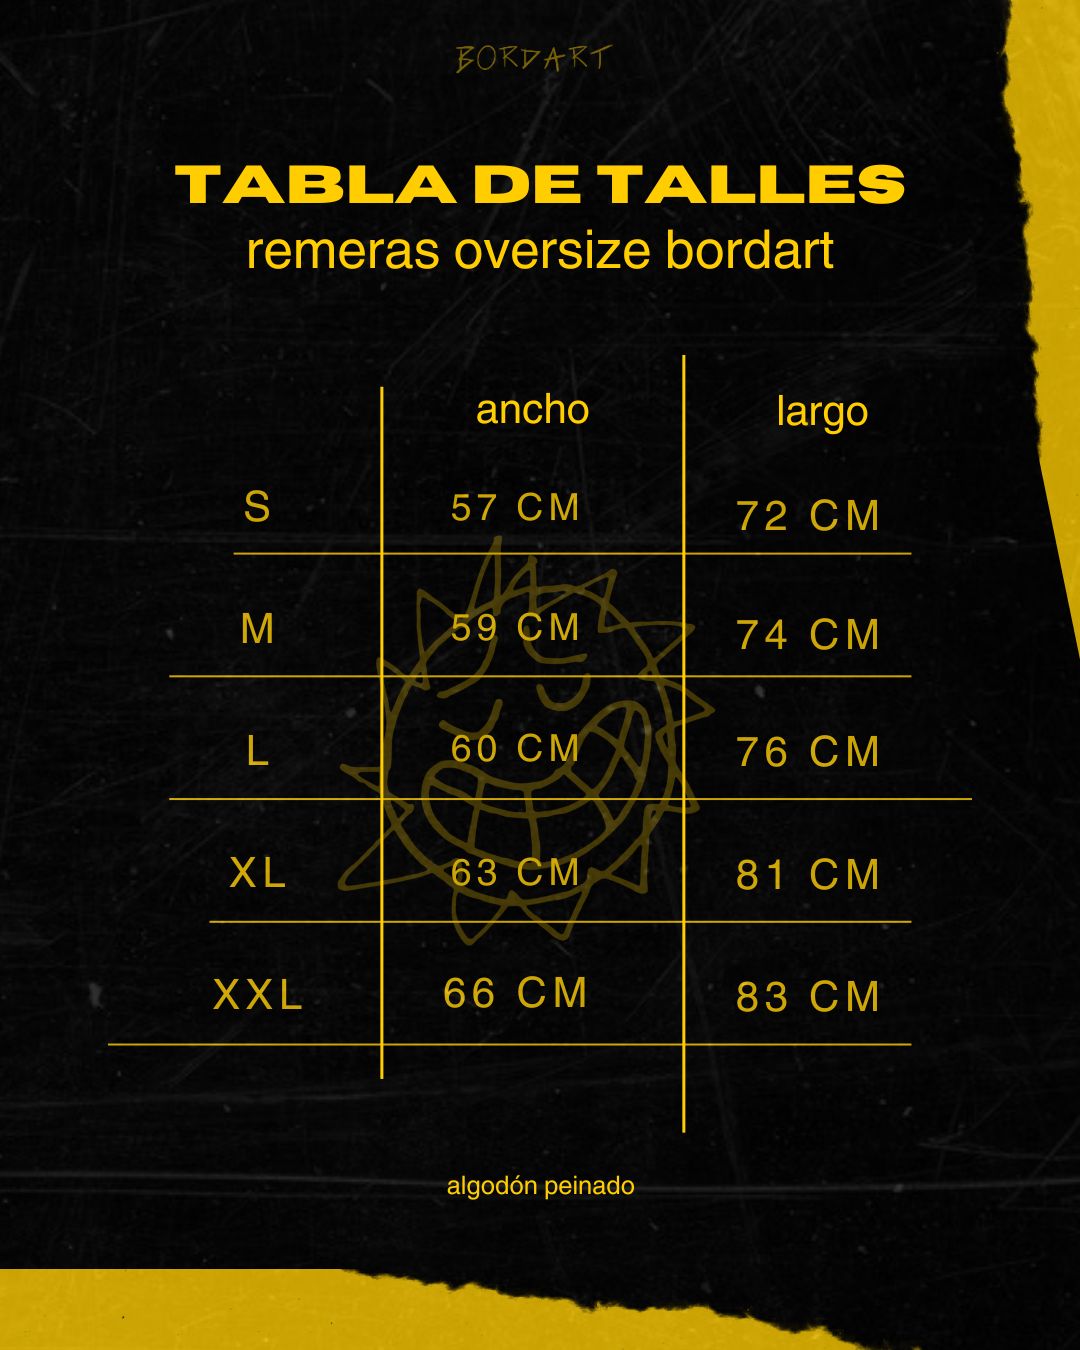 BORDART
TABLA DE TALLES
remeras oversize bordart
ancho largo
S 57 CM 72 CM
M 59 CM 74 CM
L 60 CM 76 CM
XL 63 CM 81 CM
XXL 66 CM 83 CM
algodón peinado